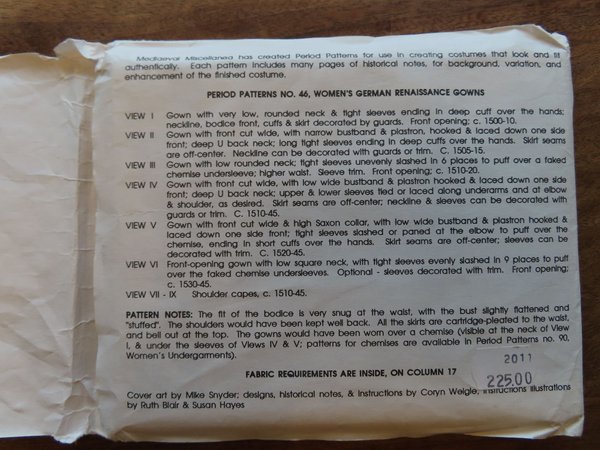 Mediaeval Miscellanea has created Period Patterns for use in creating costumes that look and fit
authentically. Each pattern includes many pages of historical notes, for background, variation, and
enhancement of the finished costume.
PERIOD PATTERNS NO. 46, WOMEN'S GERMAN RENAISSANCE GOWNS
VIEW I Gown with very low, rounded neck & tight sleeves ending in deep cuff over the hands;
neckline, bodice front, cuffs & skirt decorated by guards. Front opening; c. 1500-10.
VIEW II Gown with front cut wide, with narrow bustband & plastron, hooked & laced down one side
front; deep U back neck; long tight sleeves ending in deep cuffs over the hands. Skirt seams
are off-center. Neckline can be decorated with guards or trim. C. 1505-15.
VIEW III Gown with low rounded neck; tight sleeves unevenly slashed in 6 places to puff over a faked
chemise undersleeve; higher waist. Sleeve trim. Front opening; c. 1510-20.
VIEW IV Gown with front cut wide, with low wide bustband & plastron hooked & laced down one side
front; deep U back neck; upper & lower sleeves tied or laced along underarms and at elbow
& shoulder, as desired. Skirt seams are off-center; neckline & sleeves can be decorated with
guards or trim. C. 1510-45.
VIEW V Gown with front cut wide & high Saxon collar, with low wide bustband & plastron hooked &
laced down one side front; tight sleeves slashed or paned at the elbow to puff over the
chemise, ending in short cuffs over the hands. Skirt seams are off-center; sleeves can be
decorated with trim. C. 1520-45.
VIEW VI Front-opening gown with low square neck, with tight sleeves evenly slashed in 9 places to puff
over the faked chemise undersleeves. Optional - sleeves decorated with trim. Front opening;
c. 1530-45.
VIEW VII - IX Shoulder capes, c. 1510-45.
PATTERN NOTES: The fit of the bodice is very snug at the waist, with the bust slightly flattened and
"stuffed". The shoulders would have been kept well back. All the skirts are cartridge-pleated to the waist,
and bell out at the top. The gowns would have been worn over a chemise (visible at the neck of View
I, & under the sleeves of Views IV & V; patterns for chemises are available in Period Patterns no. 90,
Women's Undergarments).
2011
FABRIC REQUIREMENTS ARE INSIDE, ON COLUMN 17
225.00
Cover art by Mike Snyder; designs, historical notes, & instructions by Coryn Weigle; instructions illustrations
by Ruth Blair & Susan Hayes